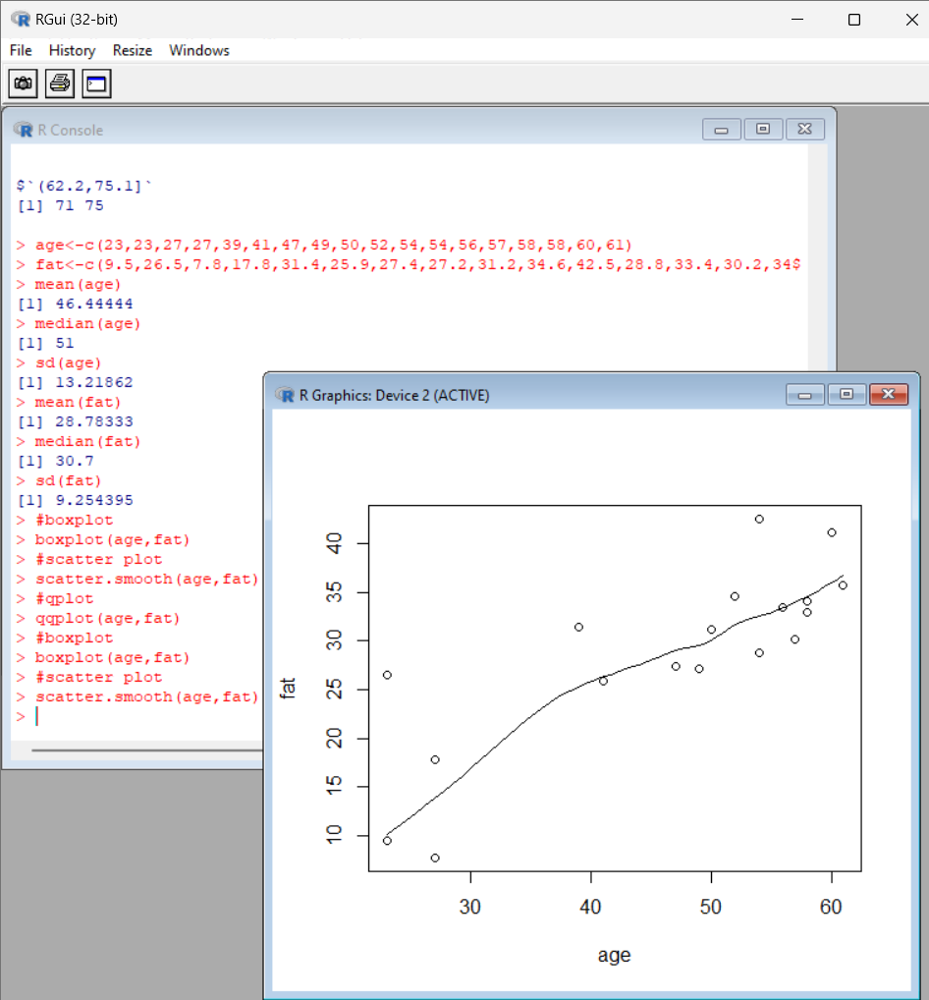 RGui (32-bit)
File History Resize Windows
R Console
$`(62.2,75.1]`
[1] 71 75
> age<-c(23,23,27,27,39,41,47,49,50,52,54,54,56,57,58,58,60,61)
> fat<-c(9.5,26.5,7.8,17.8,31.4,25.9,27.4,27.2,31.2,34.6,42.5,28.8,33.4,30.2,34$
> mean(age)
[1] 46.44444
> median(age)
[1] 51
> sd(age)
[1] 13.21862
> mean(fat)
[1] 28.78333
> median(fat)
[1] 30.7
> sd(fat)
[1] 9.254395
> #boxplot
> boxplot(age,fat)
> #scatter plot
> scatter.smooth(age,fat)
> #qplot
> qqplot(age,fat)
> #boxplot
> boxplot(age,fat)
> #scatter plot
> scatter.smooth(age,fat)
>
R Graphics: Device 2 (ACTIVE)
40
35
30
25
20
15
10
fat
30 40 50 60
age